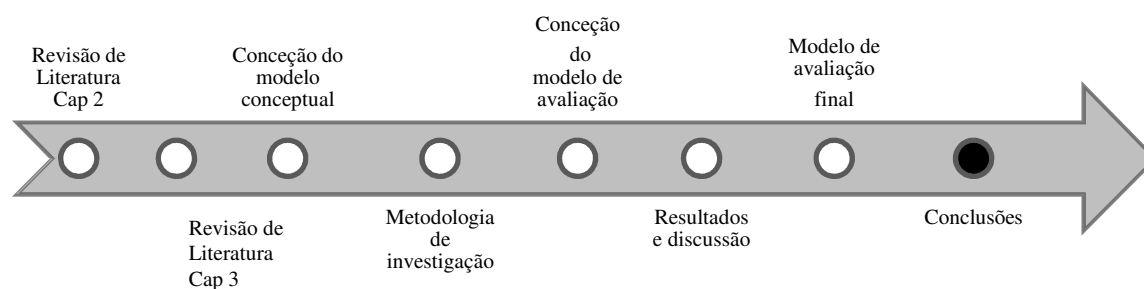 Revisão de
Literatura
Cap 2
Revisão de
Literatura
Cap 3
Conceção do
modelo
conceptual
Metodologia
de
investigação
Conceção
do
modelo de
avaliação
Resultados
e discussão
Modelo de
avaliação
final
Conclusões